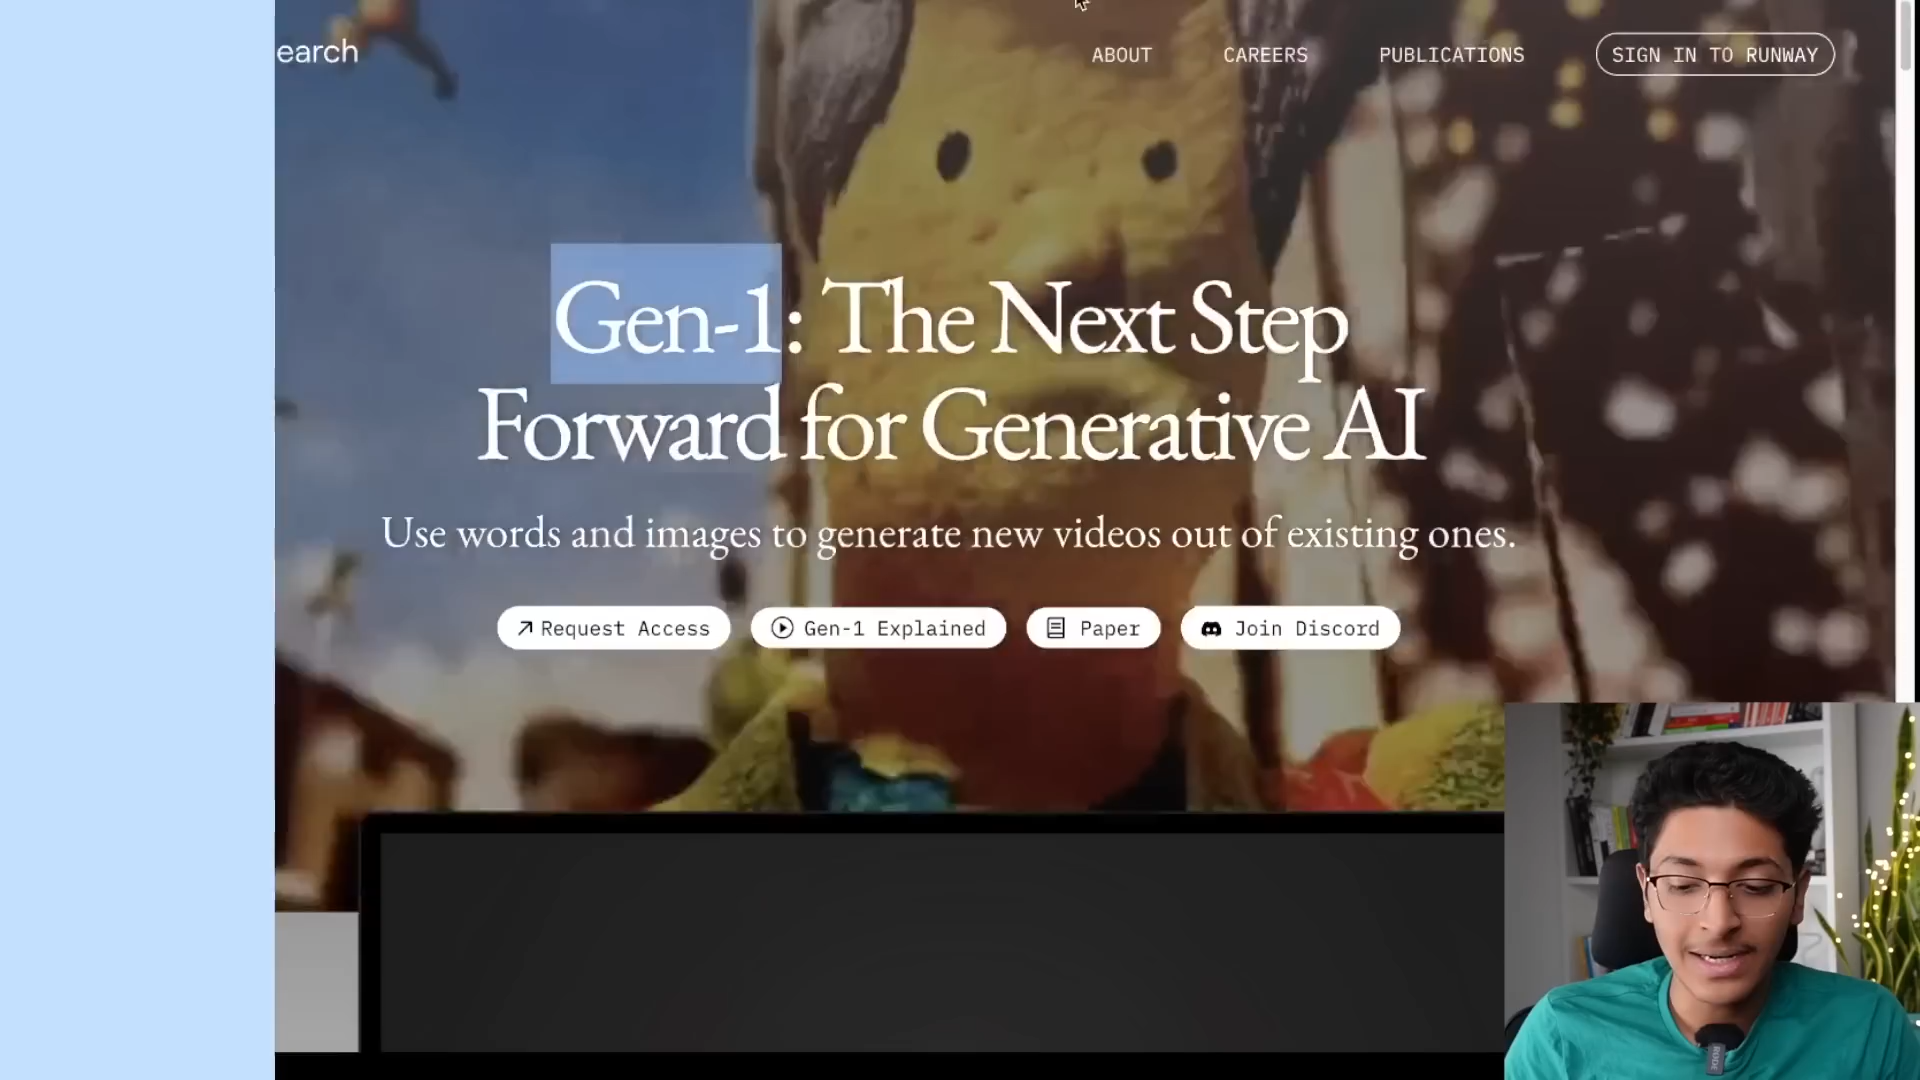 earch
ABOUT
CAREERS
PUBLICATIONS
SIGN IN TO RUNWAY
Gen-1: The Next Step
Forward for Generative AI
Use words and images to generate new videos out of existing ones.
Request Access
Gen-1 Explained
Paper
Join Discord
RODE